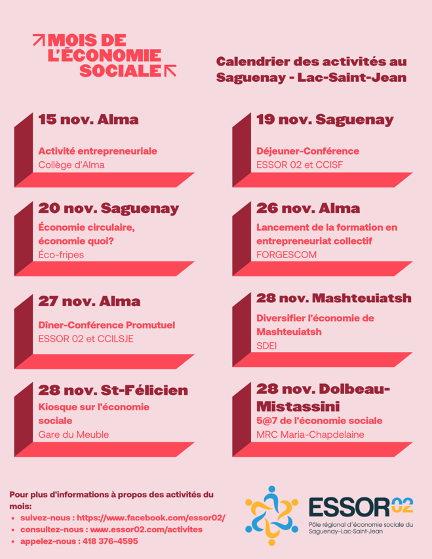 MOIS DE
L'ÉCONOMIE
SOCIALE
Calendrier des activités au
Saguenay - Lac-Saint-Jean
15 nov. Alma
Activité entrepreneuriale
Collège d'Alma
19 nov. Saguenay
Déjeuner-Conférence
ESSOR 02 et CCISF
20 nov. Saguenay
Économie circulaire,
économie quoi?
Éco-fripes
26 nov. Alma
Lancement de la formation en
entrepreneuriat collectif
FORGESCOM
27 nov. Alma
Dîner-Conférence Promutuel
ESSOR 02 et CCILSJE
28 nov. Mashteuiatsh
Diversifier l'économie de
Mashteuiatsh
SDEI
28 nov. St-Félicien
Kiosque sur l'économie
sociale
Gare du Meuble
28 nov. Dolbeau-
Mistassini
5@7 de l'économie sociale
MRC Maria-Chapdelaine
Pour plus d'informations à propos des activités du
mois:
• suivez-nous : https://www.facebook.com/essor02/
• consultez-nous : www.essor02.com/activites
• appelez-nous : 418 376-4595
ESSOR02
Pôle régional d'économie sociale du
Saguenay-Lac-Saint-Jean